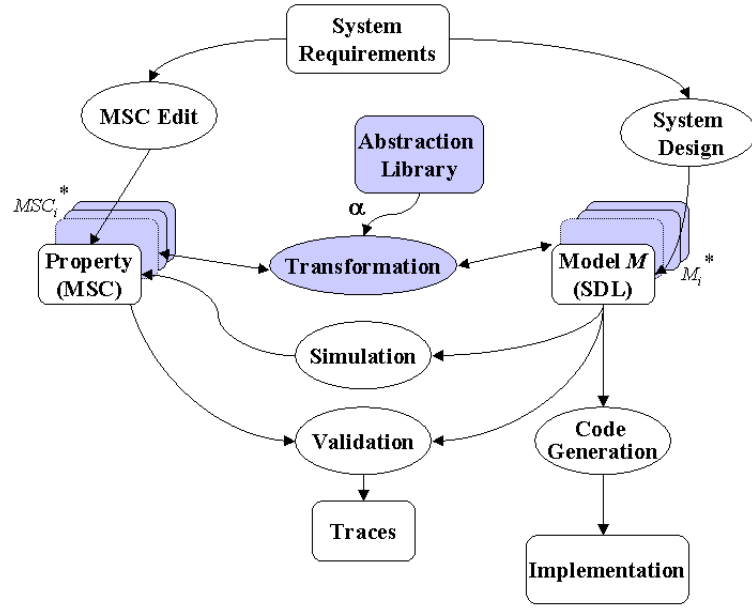 System
Requirements
MSC Edit
System
Design
Abstraction
Library
α
MSC_i*
Property
(MSC)
Transformation
Model M
(SDL)
M_i*
Simulation
Validation
Code
Generation
Traces
Implementation